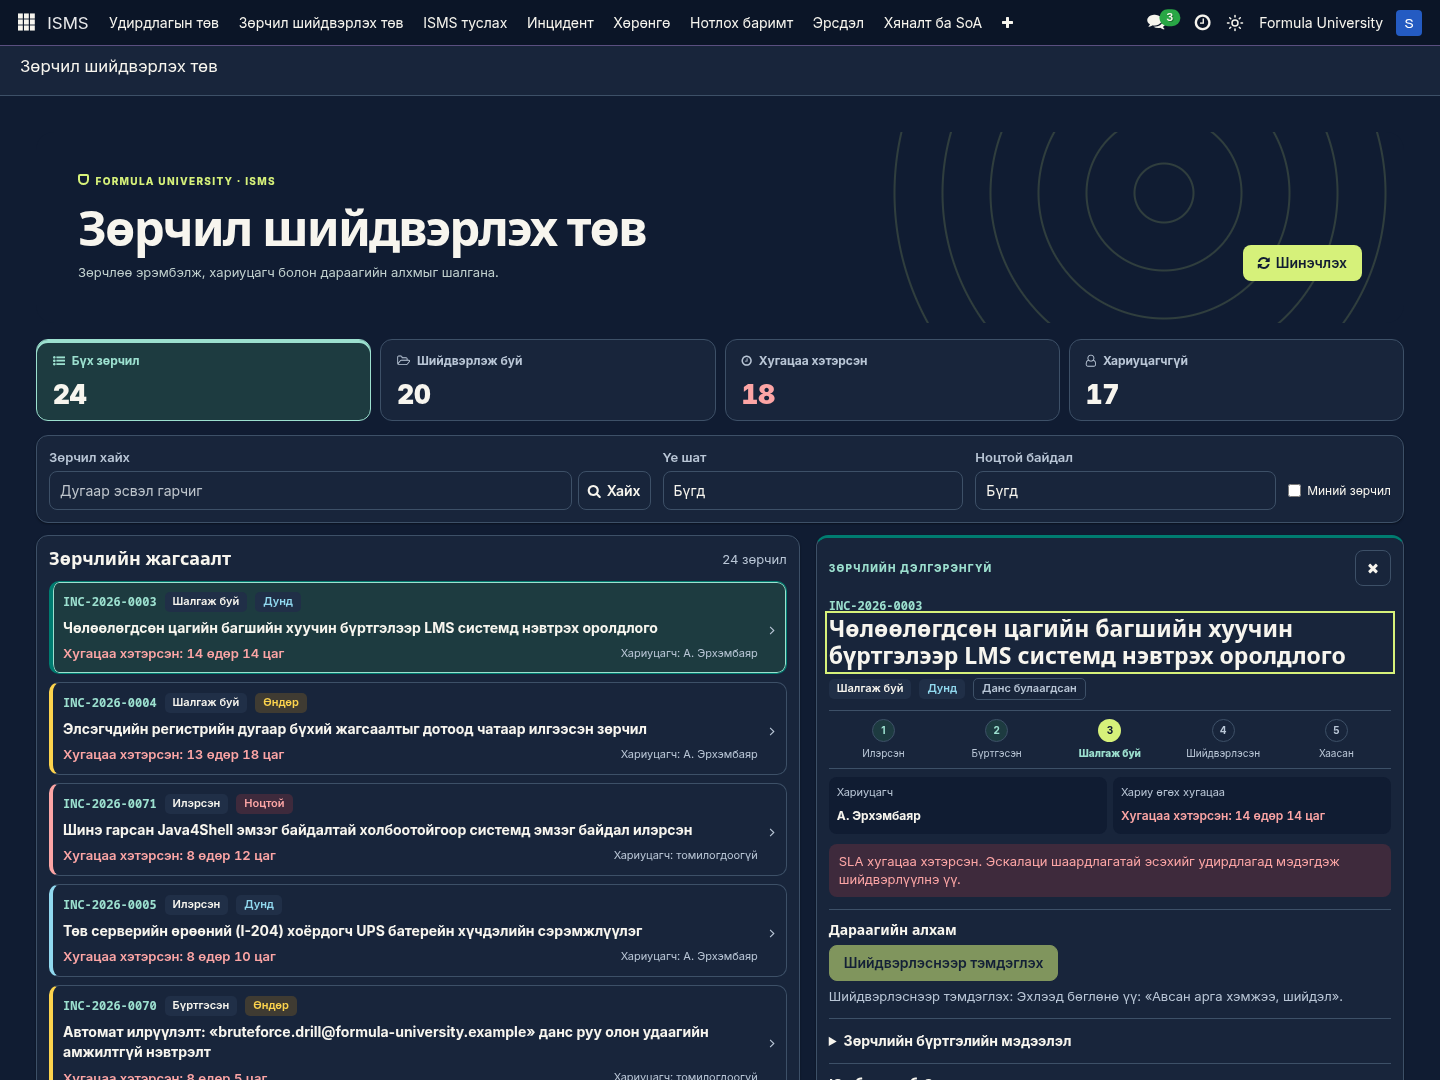 ISMS Удирдлагын төв Зөрчил шийдвэрлэх төв ISMS туслах Инцидент Хөрөнгө Нотлох баримт Эрсдэл Хяналт ба SoA 3 Formula University S
Зөрчил шийдвэрлэх төв
FORMULA UNIVERSITY · ISMS
Зөрчил шийдвэрлэх төв
Зөрчлөө эрэмбэлж, хариуцагч болон дараагийн алхмыг шалгана.
Шинэчлэх
Бүх зөрчил
24
Шийдвэрлэж буй
20
Хугацаа хэтэрсэн
18
Хариуцагчгүй
17
Зөрчил хайх
Дугаар эсвэл гарчиг
Хайх
Үе шат
Бүгд
Ноцтой байдал
Бүгд
Миний зөрчил
Зөрчлийн жагсаалт
24 зөрчил
INC-2026-0003 Шалгаж буй Дунд
Чөлөөлөгдсөн цагийн багшийн хуучин бүртгэлээр LMS системд нэвтрэх оролдлого
Хугацаа хэтэрсэн: 14 өдөр 14 цаг
Хариуцагч: А. Эрхэмбаяр
INC-2026-0004 Шалгаж буй Өндөр
Элсэгчдийн регистрийн дугаар бүхий жагсаалтыг дотоод чатаар илгээсэн зөрчил
Хугацаа хэтэрсэн: 13 өдөр 18 цаг
Хариуцагч: А. Эрхэмбаяр
INC-2026-0071 Илэрсэн Ноцтой
Шинэ гарсан Java4Shell эмзэг байдалтай холбоотойгоор системд эмзэг байдал илэрсэн
Хугацаа хэтэрсэн: 8 өдөр 12 цаг
Хариуцагч: томилогдоогүй
INC-2026-0005 Илэрсэн Дунд
Төв серверийн өрөөний (I-204) хоёрдогч UPS батерейн хүчдэлийн сэрэмжлүүлэг
Хугацаа хэтэрсэн: 8 өдөр 10 цаг
Хариуцагч: А. Эрхэмбаяр
INC-2026-0070 Бүртгэсэн Өндөр
Автомат илрүүлэлт: «bruteforce.drill@formula-university.example» данс руу олон удаагийн
амжилтгүй нэвтрэлт
Хугацаа хэтэрсэн: 8 өдөр 5 цаг
Хариуцагч: томилогдоогүй
ЗӨРЧЛИЙН ДЭЛГЭРЭНГҮЙ
INC-2026-0003
Чөлөөлөгдсөн цагийн багшийн хуучин
бүртгэлээр LMS системд нэвтрэх оролдлого
Шалгаж буй Дунд Данс булаагдсан
1 2 3 4 5
Илэрсэн Бүртгэсэн Шалгаж буй Шийдвэрлэсэн Хаасан
Хариуцагч
А. Эрхэмбаяр
Хариу өгөх хугацаа
Хугацаа хэтэрсэн: 14 өдөр 14 цаг
SLA хугацаа хэтэрсэн. Эскалаци шаардлагатай эсэхийг удирдлагад мэдэгдэж
шийдвэрлүүлнэ үү.
Дараагийн алхам
Шийдвэрлэснээр тэмдэглэх
Шийдвэрлэснээр тэмдэглэх: Эхлээд бөглөнө үү: «Авсан арга хэмжээ, шийдэл».
Зөрчлийн бүртгэлийн мэдээлэл